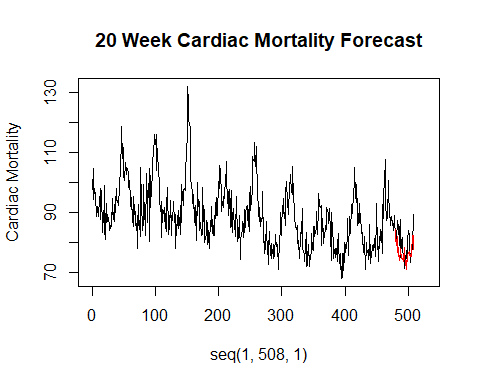 20 Week Cardiac Mortality Forecast
Cardiac Mortality
130
110
90
70
0 100 200 300 400 500
seq(1, 508, 1)